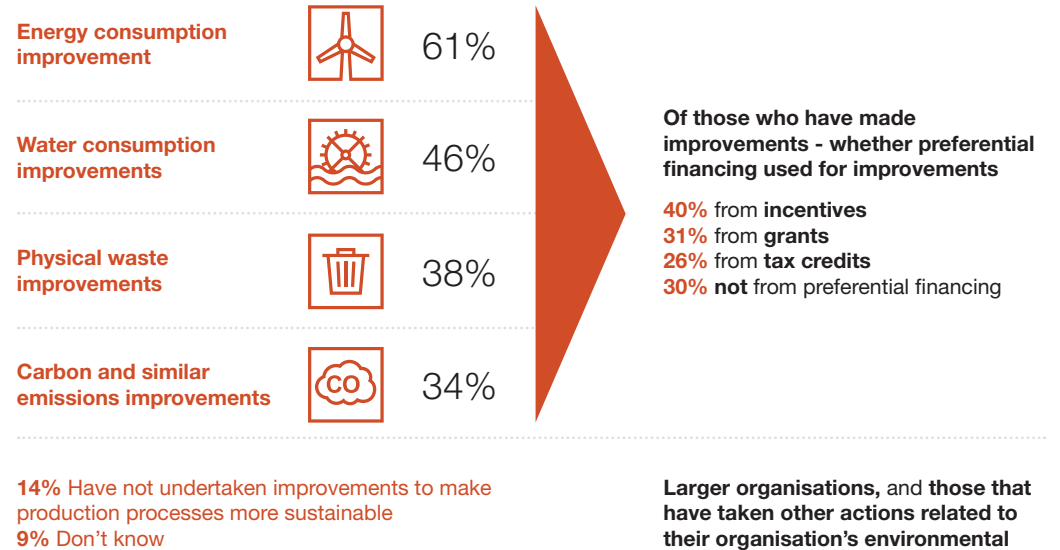 Energy consumption
improvement
61%
Water consumption
improvements
46%
Physical waste
improvements
38%
Carbon and similar
emissions improvements
CO
34%
Of those who have made
improvements - whether preferential
financing used for improvements
40% from incentives
31% from grants
26% from tax credits
30% not from preferential financing
14% Have not undertaken improvements to make
production processes more sustainable
9% Don’t know
Larger organisations, and those that
have taken other actions related to
their organisation’s environmental